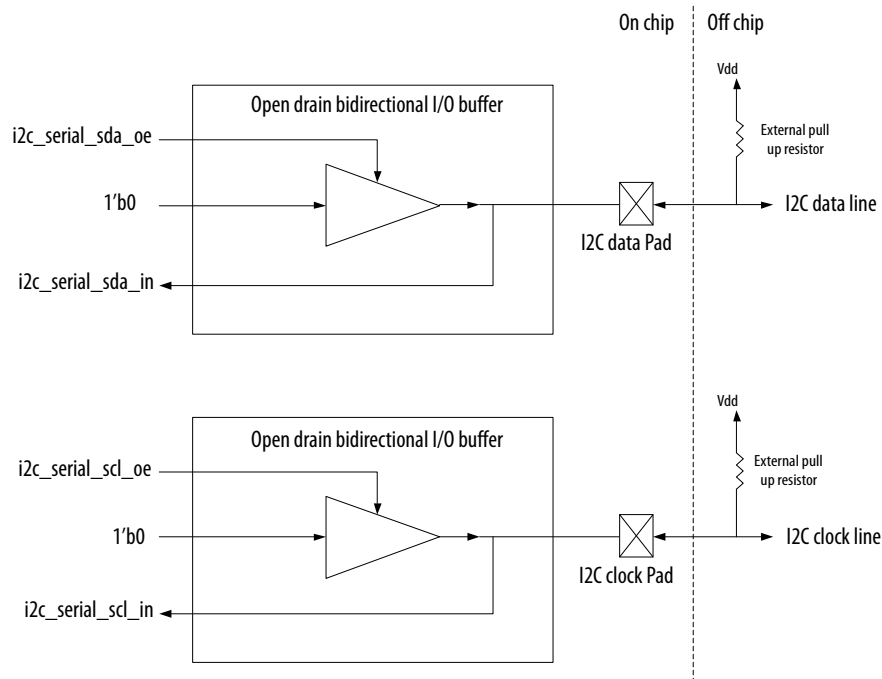 On chip
Off chip
Vdd
Open drain bidirectional I/O buffer
i2c_serial_sda_oe
External pull
up resistor
1'b0
I2C data line
I2C data Pad
i2c_serial_sda_in
Vdd
Open drain bidirectional I/O buffer
i2c_serial_scl_oe
External pull
up resistor
1'b0
I2C clock line
I2C clock Pad
i2c_serial_scl_in